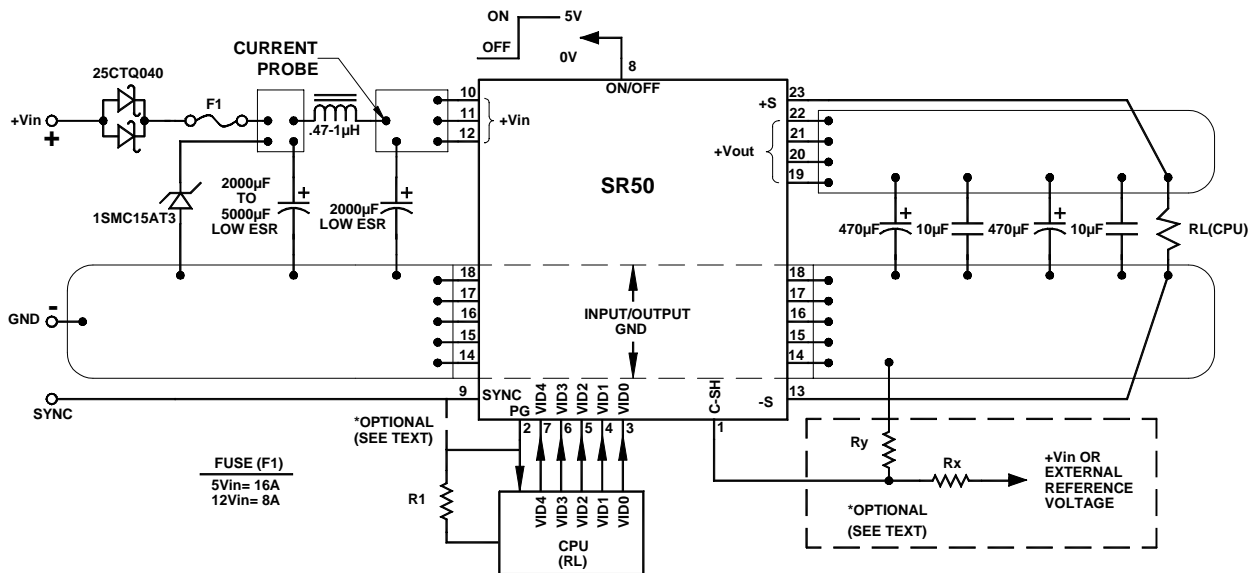 ON
5V
OFF
0V
CURRENT
PROBE
8
ON/OFF
25CTQ040
F1
+Vin
+
.47-1µH
10
11
12
+Vin
23
+S
22
21
20
19
+Vout
SR50
1SMC15AT3
2000µF
TO
5000µF
LOW ESR
+
2000µF
LOW ESR
+
470µF
+
10µF
470µF
+
10µF
RL(CPU)
18
17
16
15
14
INPUT/OUTPUT
GND
18
17
16
15
14
-
GND
9
SYNC
SYNC
PG
VID4
VID3
VID2
VID1
VID0
C-SH
-S
13
2
7
6
5
4
3
1
*OPTIONAL
(SEE TEXT)
R1
VID4
VID3
VID2
VID1
VID0
CPU
(RL)
FUSE (F1)
5Vin= 16A
12Vin= 8A
Ry
Rx
+Vin OR
EXTERNAL
REFERENCE
VOLTAGE
*OPTIONAL
(SEE TEXT)